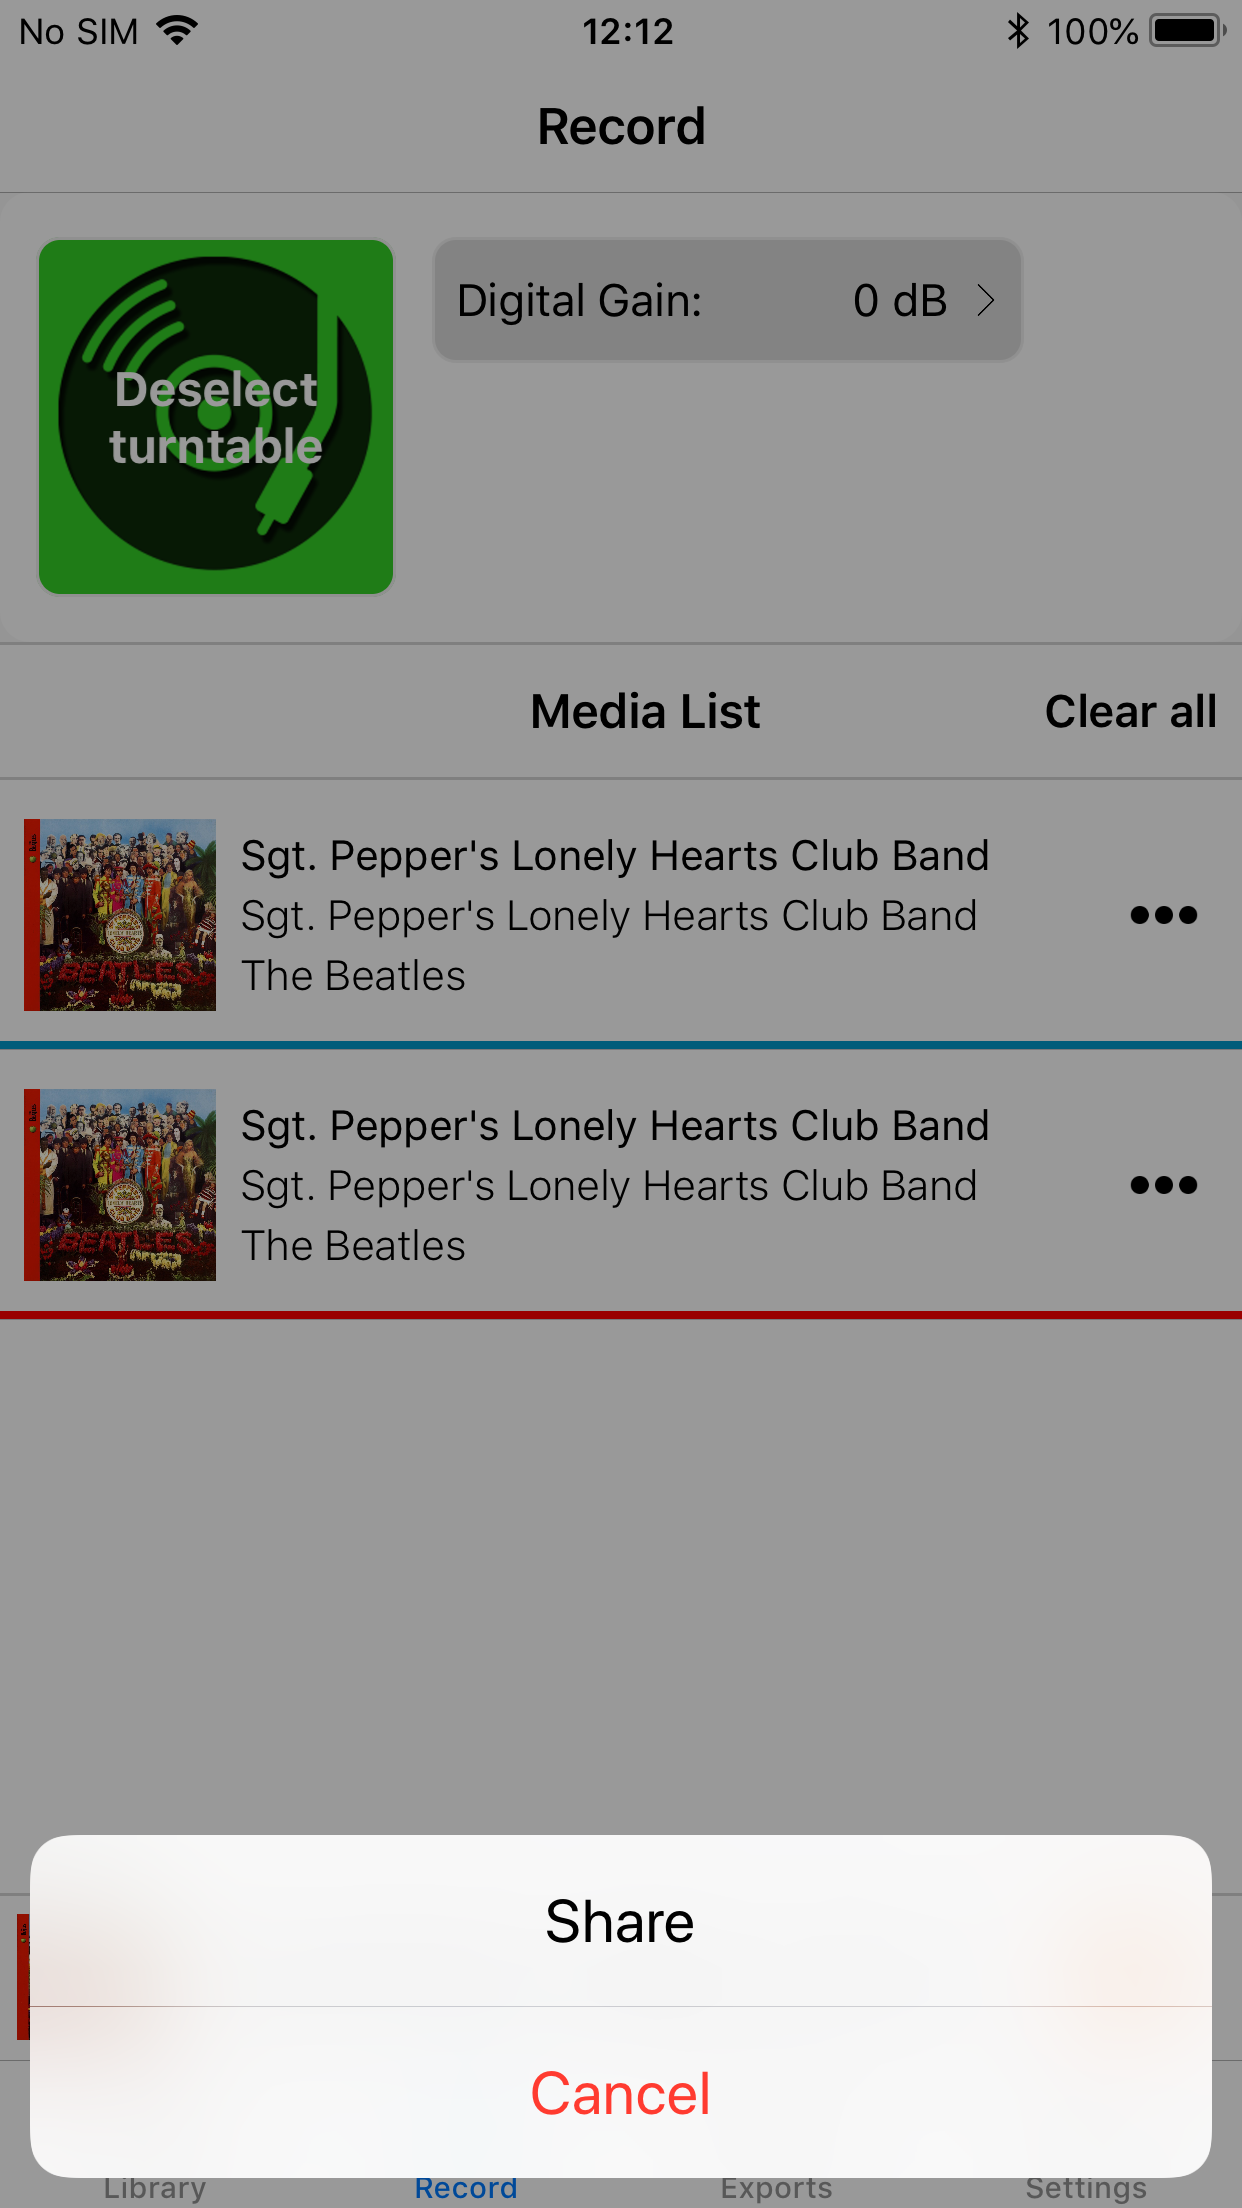 No SIM 12:12 100%
Record
Deselect
turntable
Digital Gain: 0 dB
Media List Clear all
Sgt. Pepper's Lonely Hearts Club Band
Sgt. Pepper's Lonely Hearts Club Band
The Beatles
BEATLES
Sgt. Pepper's Lonely Hearts Club Band
Sgt. Pepper's Lonely Hearts Club Band
The Beatles
BEATLES
Share
Cancel
Library Record Exports Settings